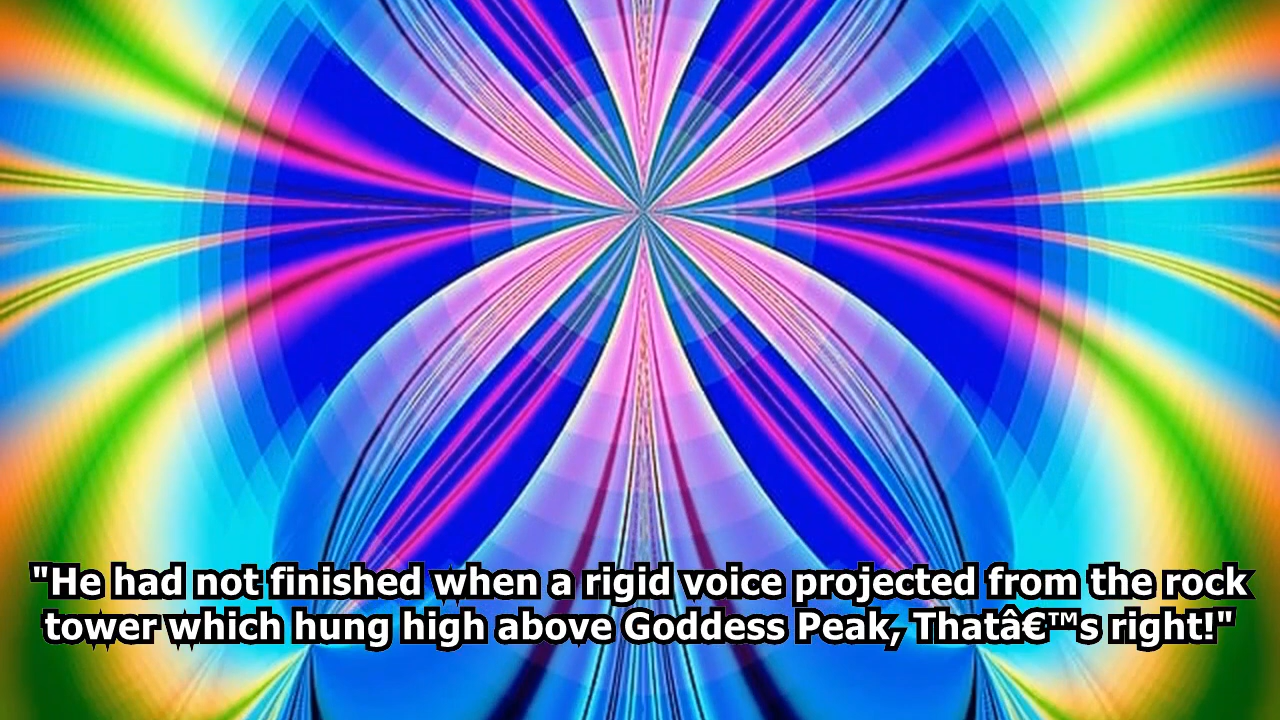 "He had not finished when a rigid voice projected from the rock
tower which hung high above Goddess Peak, Thatâ€™s right!"